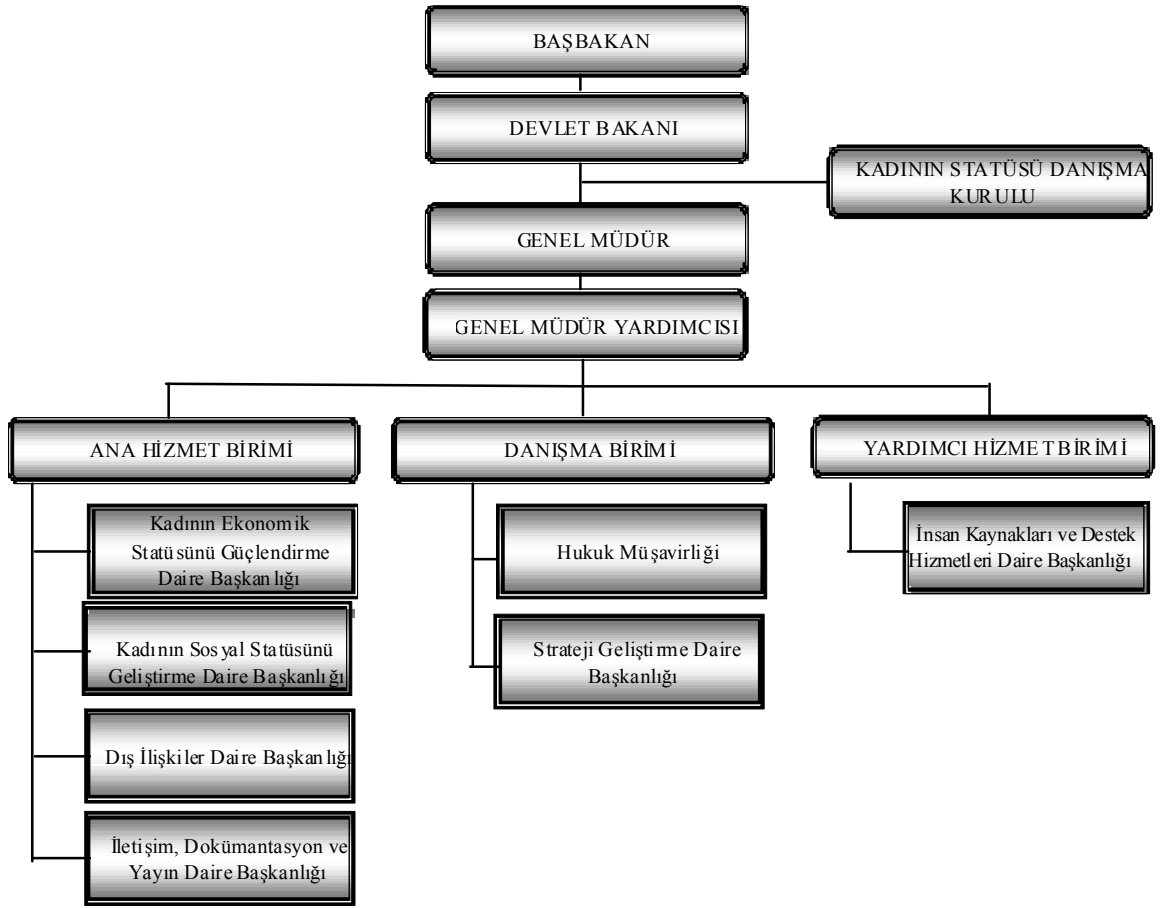 BAŞBAKAN
DEVLET BAKANI
KADININ STATÜSÜ DANIŞMA
KURULU
GENEL MÜDÜR
GENEL MÜDÜR YARDIMCISI
ANA HİZMET BİRİMİ
DANIŞMA BİRİMİ
YARDIMCI HİZMET BİRİMİ
Kadının Ekonomik
Statüsünü Güçlendirme
Daire Başkanlığı
Kadının Sosyal Statüsünü
Geliştirme Daire Başkanlığı
Dış İlişkiler Daire Başkanlığı
İletişim, Dokümantasyon ve
Yayın Daire Başkanlığı
Hukuk Müşavirliği
Strateji Geliştirme Daire
Başkanlığı
İnsan Kaynakları ve Destek
Hizmetleri Daire Başkanlığı